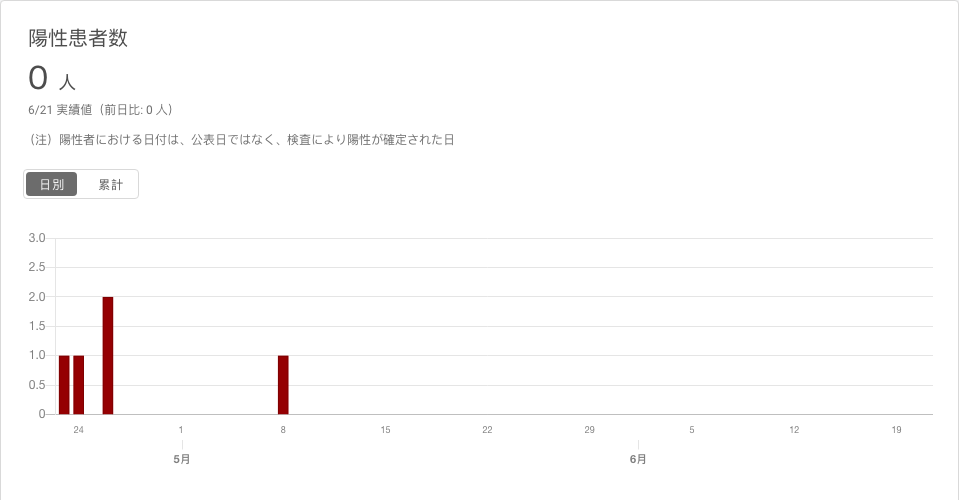 陽性患者数
0 人
6/21 実績値（前日比: 0 人）
（注）陽性者における日付は、公表日ではなく、検査により陽性が確定された日
日別 累計
3.0
2.5
2.0
1.5
1.0
0.5
0
24 1 8 15 22 29 5 12 19
5月 6月